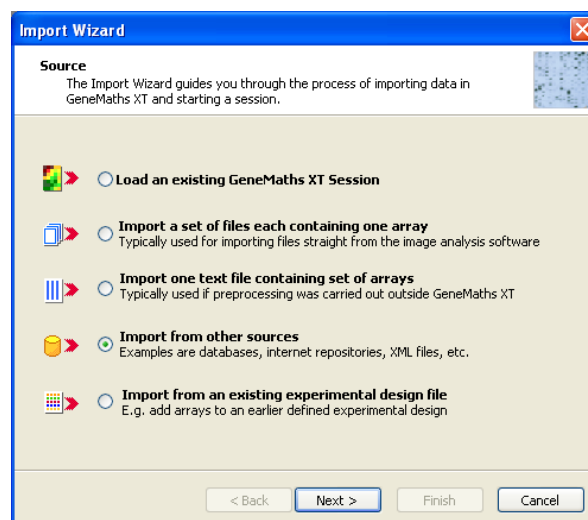 Import Wizard
Source
The Import Wizard guides you through the process of importing data in
GeneMaths XT and starting a session.
Load an existing GeneMaths XT Session
Import a set of files each containing one array
Typically used for importing files straight from the image analysis software
Import one text file containing set of arrays
Typically used if preprocessing was carried out outside GeneMaths XT
Import from other sources
Examples are databases, internet repositories, XML files, etc.
Import from an existing experimental design file
E.g. add arrays to an earlier defined experimental design
< Back Next > Finish Cancel